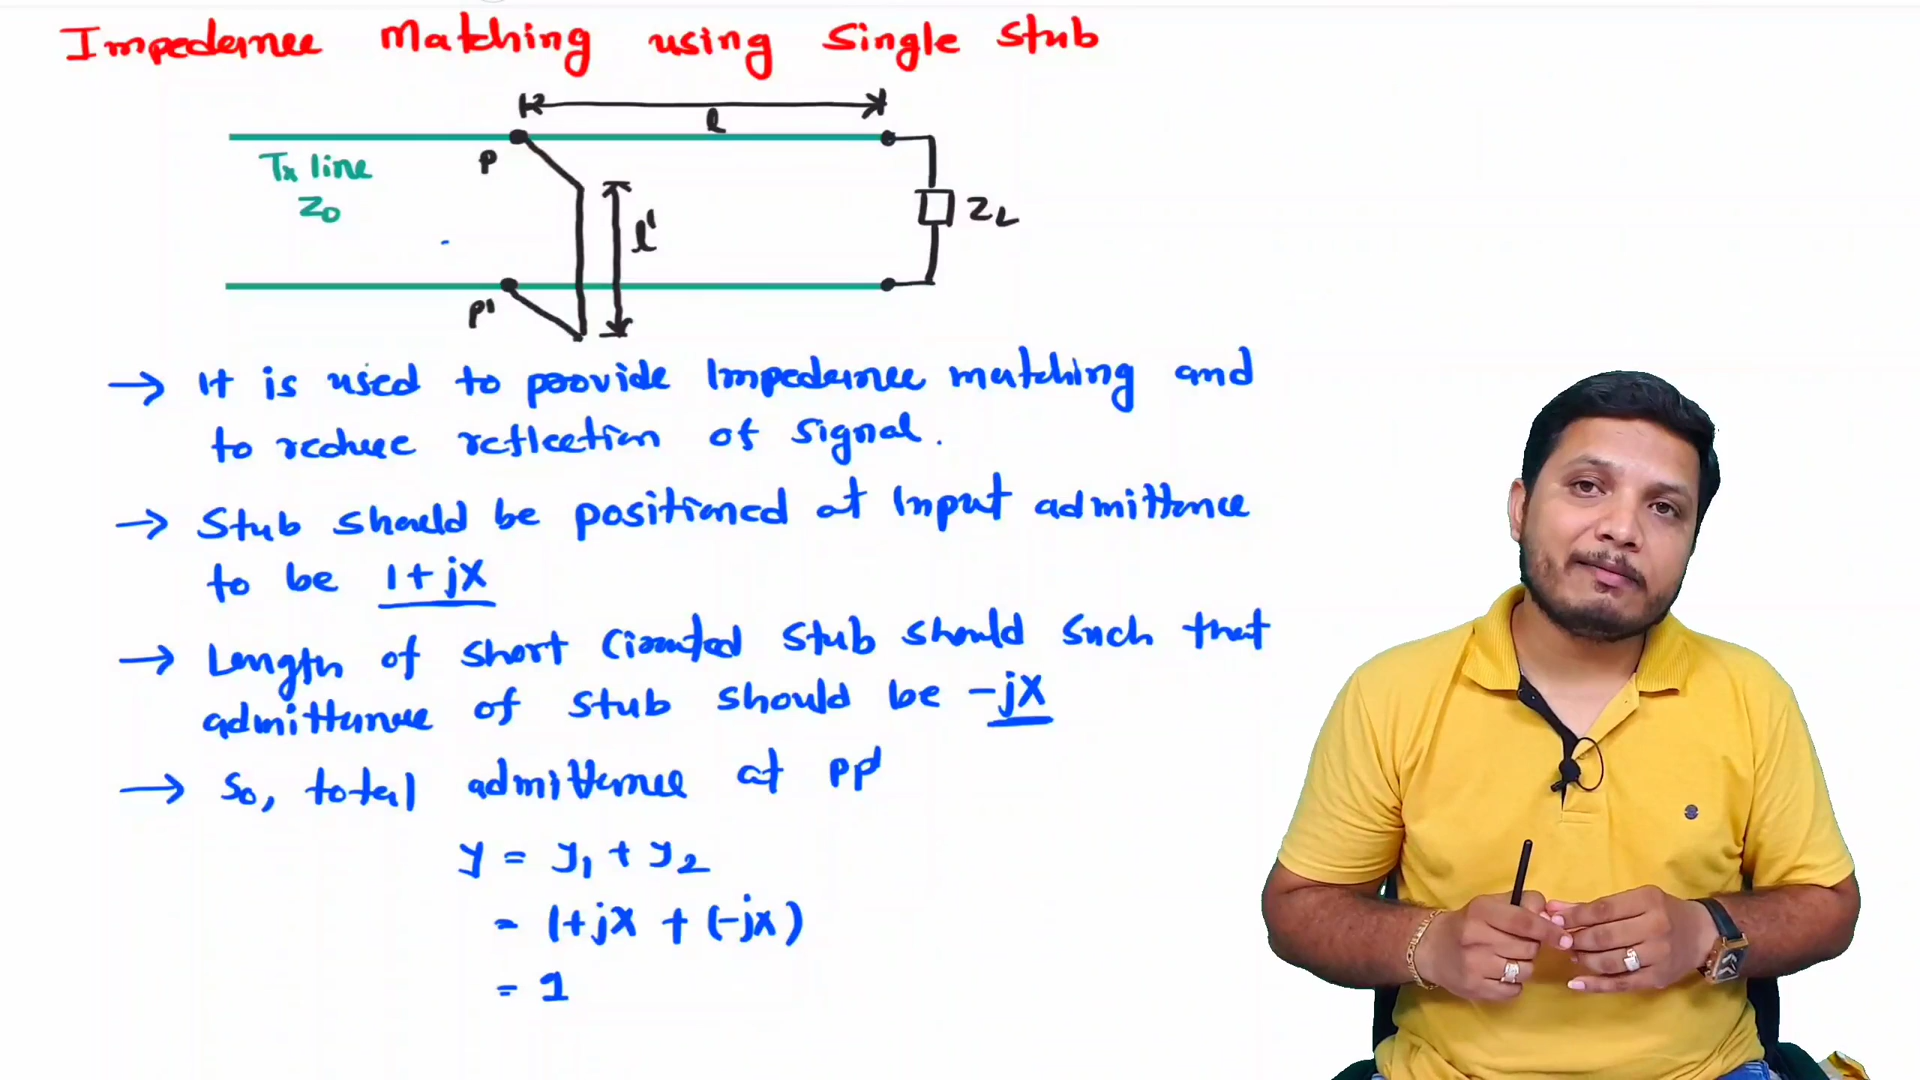 Impedance Matching using Single Stub
l
P
Tx line
Z0
l'
ZL
P'
→ It is used to provide Impedance matching and
to reduce reflection of signal.
→ Stub should be positioned at Input admittance
to be 1+jX
→ Length of short Circuited Stub should such that
admittance of stub should be -jX
→ So, total admittance at PP'
y = y1 + y2
= 1+jX + (-jX)
= 1